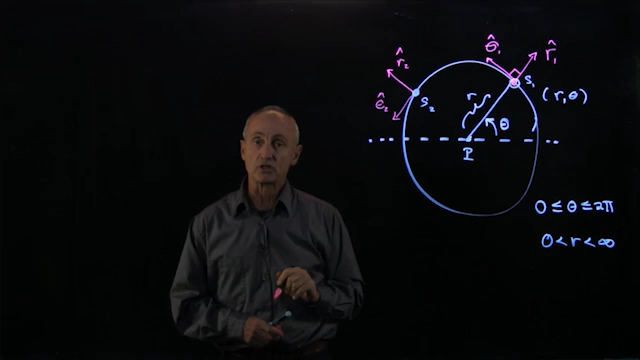 θ̂₁ r̂₁
r̂₂
S₁
(r,θ)
θ̂₂ S₂
r
θ
P
0 ≤ θ ≤ 2π
0 < r < ∞